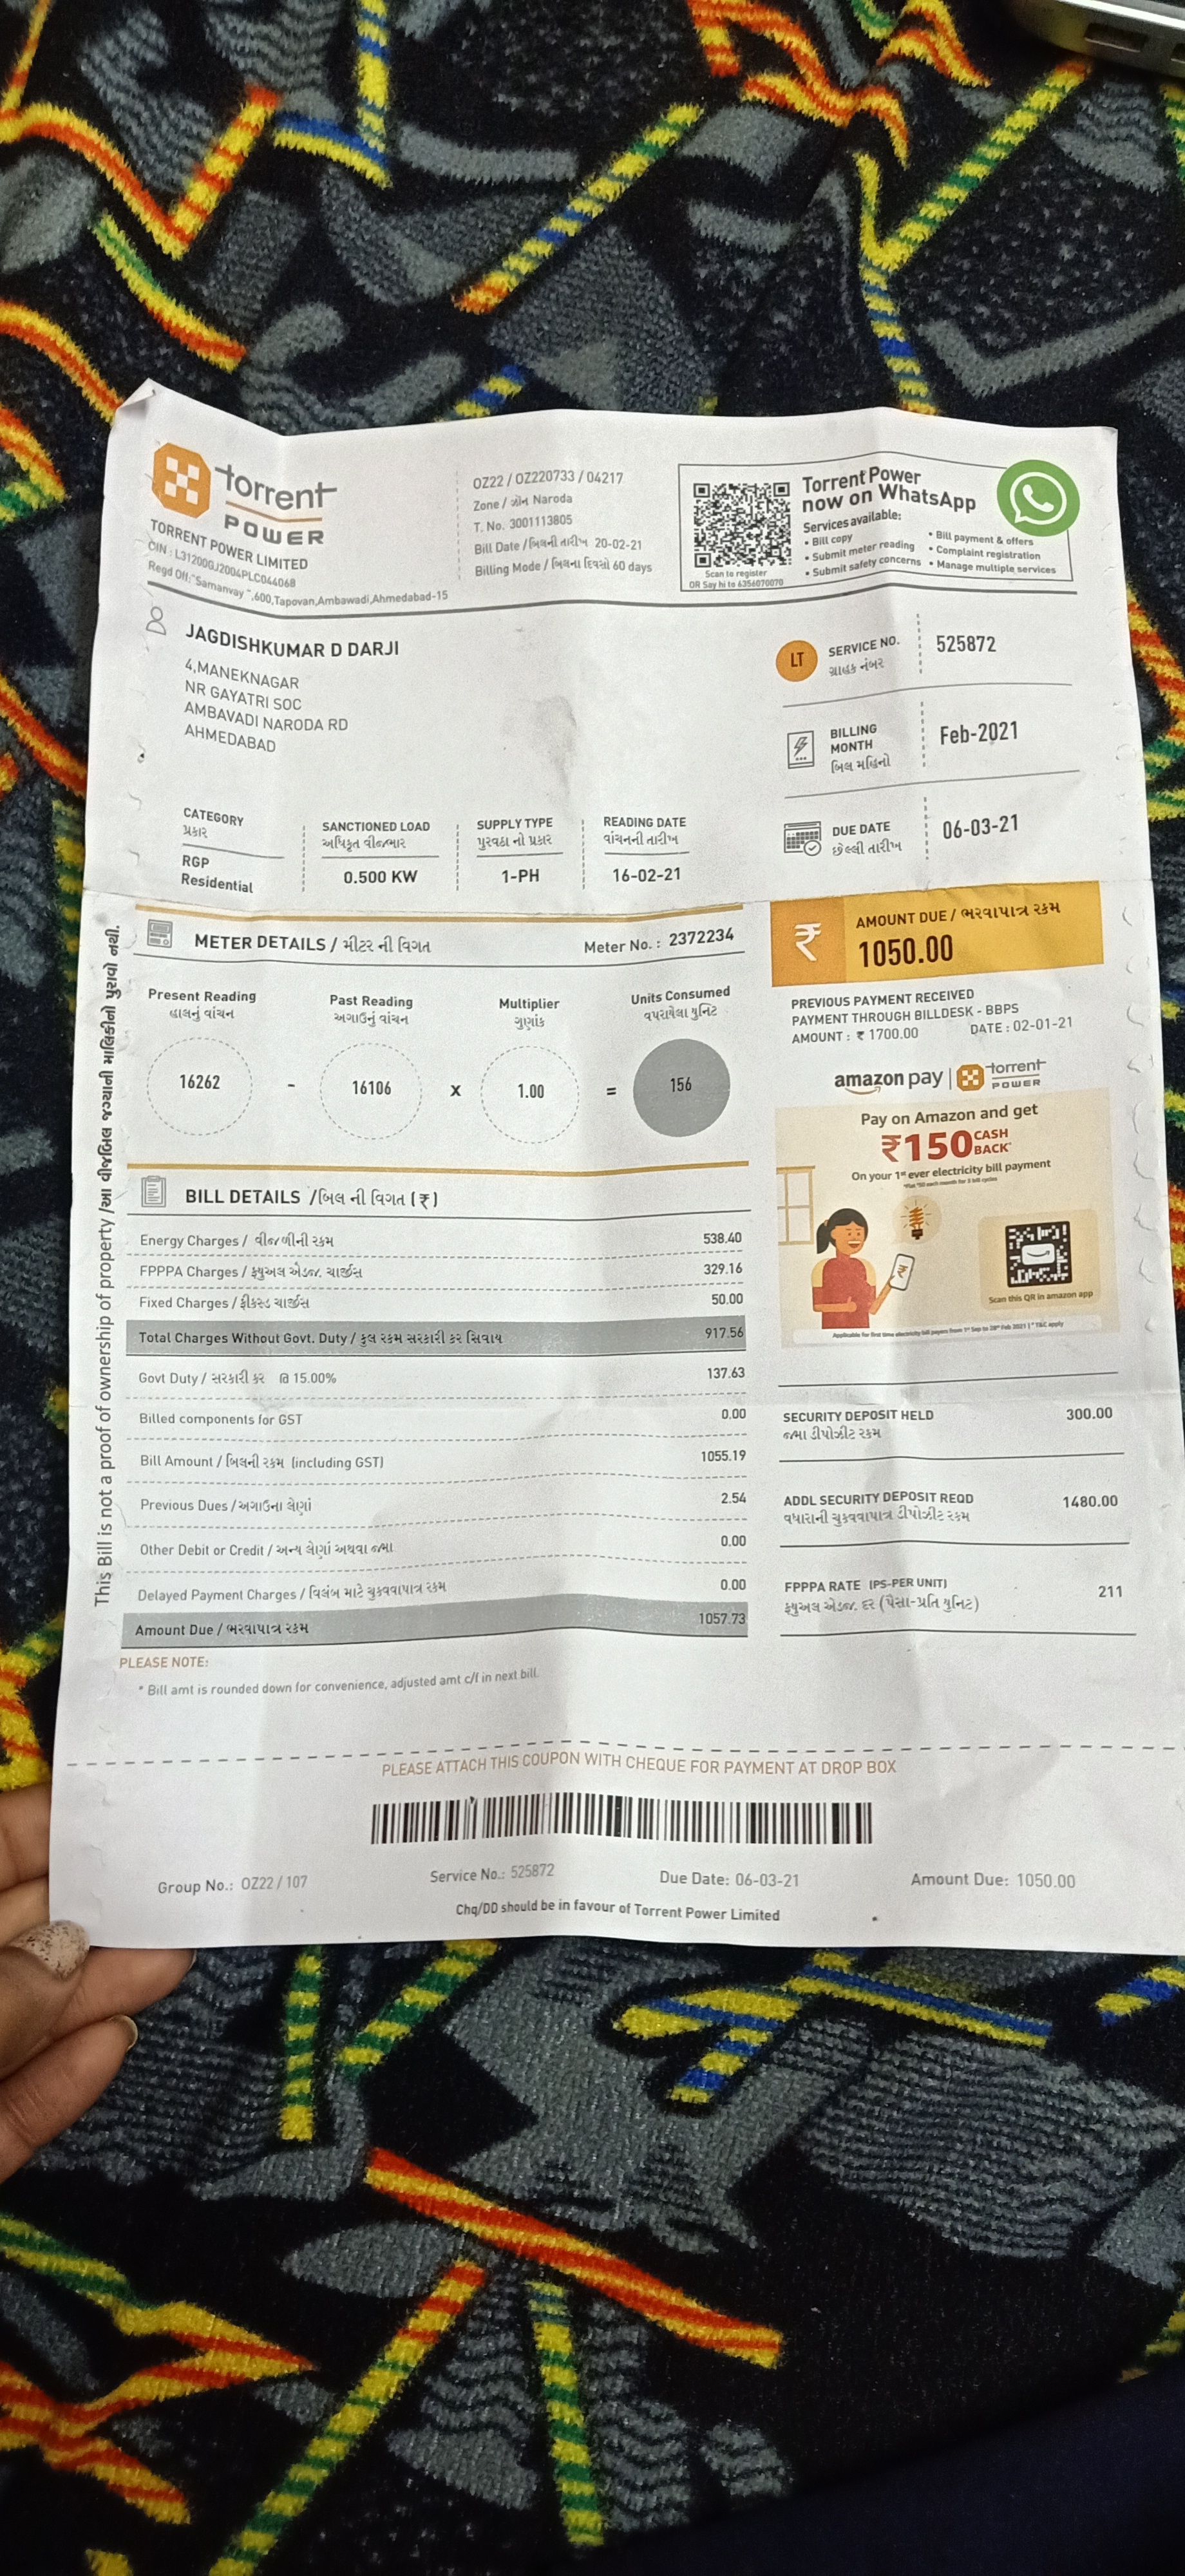 torrent
POWER
TORRENT POWER LIMITED
CIN : L31200GJ2004PLC044068
Regd Off:"Samanvay ",600,Tapovan,Ambawadi,Ahmedabad-15
OZ22 / OZ220733 / 04217
Zone / ઝોન Naroda
T. No. 3001113805
Bill Date / બિલની તારીખ 20-02-21
Billing Mode / બિલના દિવસો 60 days
Scan to register
OR Say hi to 6356070070
Torrent Power
now on WhatsApp
Services available:
• Bill copy
• Submit meter reading
• Submit safety concerns
• Bill payment & offers
• Complaint registration
• Manage multiple services
JAGDISHKUMAR D DARJI
4,MANEKNAGAR
NR GAYATRI SOC
AMBAVADI NARODA RD
AHMEDABAD
LT SERVICE NO. 525872
ગ્રાહક નંબર
BILLING MONTH Feb-2021
બિલ મહિનો
DUE DATE 06-03-21
છેલ્લી તારીખ
CATEGORY
પ્રકાર
RGP
Residential
SANCTIONED LOAD
અધિકૃત વીજભાર
0.500 KW
SUPPLY TYPE
પુરવઠા નો પ્રકાર
1-PH
READING DATE
વાંચનની તારીખ
16-02-21
This Bill is not a proof of ownership of property /આ વીજબિલ જગ્યાની માલિકીનો પુરાવો નથી.
METER DETAILS / મીટર ની વિગત Meter No. : 2372234
Present Reading
હાલનું વાંચન
Past Reading
અગાઉનું વાંચન
Multiplier
ગુણાંક
Units Consumed
વપરાયેલા યુનિટ
16262 - 16106 x 1.00 = 156
AMOUNT DUE / ભરવાપાત્ર રકમ
₹ 1050.00
PREVIOUS PAYMENT RECEIVED
PAYMENT THROUGH BILLDESK - BBPS
AMOUNT : ₹ 1700.00 DATE : 02-01-21
amazon pay | torrent POWER
Pay on Amazon and get
₹150 CASH BACK*
On your 1st ever electricity bill payment
Scan this QR in amazon app
Applicable for first time electricity bill payers from 1st Sep to 28th Feb 2021 | * T&C apply
BILL DETAILS /બિલ ની વિગત (₹)
Energy Charges / વીજળીની રકમ 538.40
FPPPA Charges / ફ્યુઅલ એડજ. ચાર્જીસ 329.16
Fixed Charges / ફીકસ્ડ ચાર્જીસ 50.00
Total Charges Without Govt. Duty / કુલ રકમ સરકારી કર સિવાય 917.56
Govt Duty / સરકારી કર @ 15.00% 137.63
Billed components for GST 0.00
Bill Amount / બિલની રકમ (including GST) 1055.19
Previous Dues / અગાઉના લેણાં 2.54
Other Debit or Credit / અન્ય લેણાં અથવા જમા 0.00
Delayed Payment Charges / વિલંબ માટે ચુકવવાપાત્ર રકમ 0.00
Amount Due / ભરવાપાત્ર રકમ 1057.73
SECURITY DEPOSIT HELD 300.00
જમા ડીપોઝીટ રકમ
ADDL SECURITY DEPOSIT REQD 1480.00
વધારાની ચુકવવાપાત્ર ડીપોઝીટ રકમ
FPPPA RATE (PS-PER UNIT) 211
ફ્યુઅલ એડજ. દર (પૈસા-પ્રતિ યુનિટ)
PLEASE NOTE:
* Bill amt is rounded down for convenience, adjusted amt c/f in next bill.
PLEASE ATTACH THIS COUPON WITH CHEQUE FOR PAYMENT AT DROP BOX
Group No.: OZ22 / 107 Service No.: 525872 Due Date: 06-03-21 Amount Due: 1050.00
Chq/DD should be in favour of Torrent Power Limited